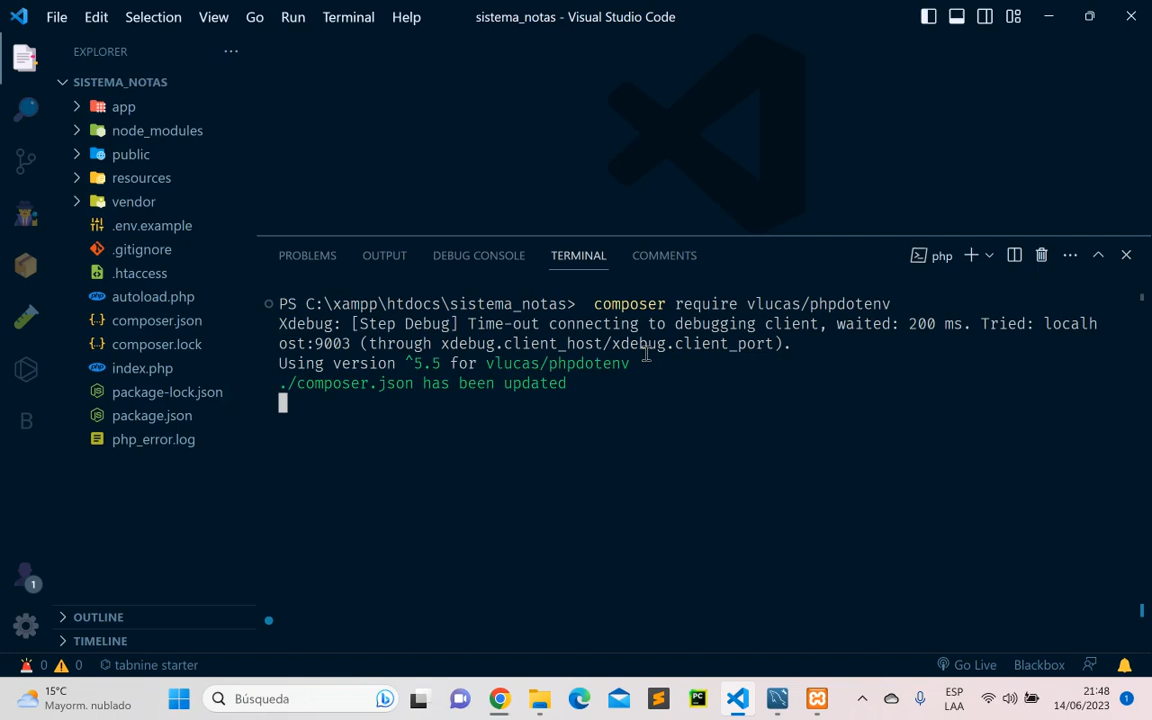 File Edit Selection View Go Run Terminal Help sistema_notas - Visual Studio Code
EXPLORER ...
SISTEMA_NOTAS
app
node_modules
public
resources
vendor
.env.example
.gitignore
.htaccess
autoload.php
composer.json
composer.lock
index.php
package-lock.json
package.json
php_error.log
OUTLINE
TIMELINE
PROBLEMS OUTPUT DEBUG CONSOLE TERMINAL COMMENTS php
PS C:\xampp\htdocs\sistema_notas> composer require vlucas/phpdotenv
Xdebug: [Step Debug] Time-out connecting to debugging client, waited: 200 ms. Tried: localh
ost:9003 (through xdebug.client_host/xdebug.client_port).
Using version ^5.5 for vlucas/phpdotenv
./composer.json has been updated
1
0 0 tabnine starter Go Live Blackbox
15°C
Mayorm. nublado
Búsqueda
ESP
LAA
21:48
14/06/2023
1